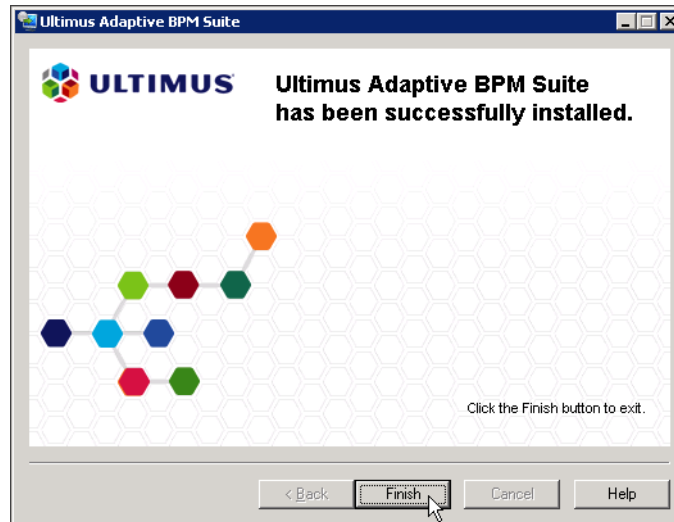 Ultimus Adaptive BPM Suite
ULTIMUS
Ultimus Adaptive BPM Suite
has been successfully installed.
Click the Finish button to exit.
< Back
Finish
Cancel
Help